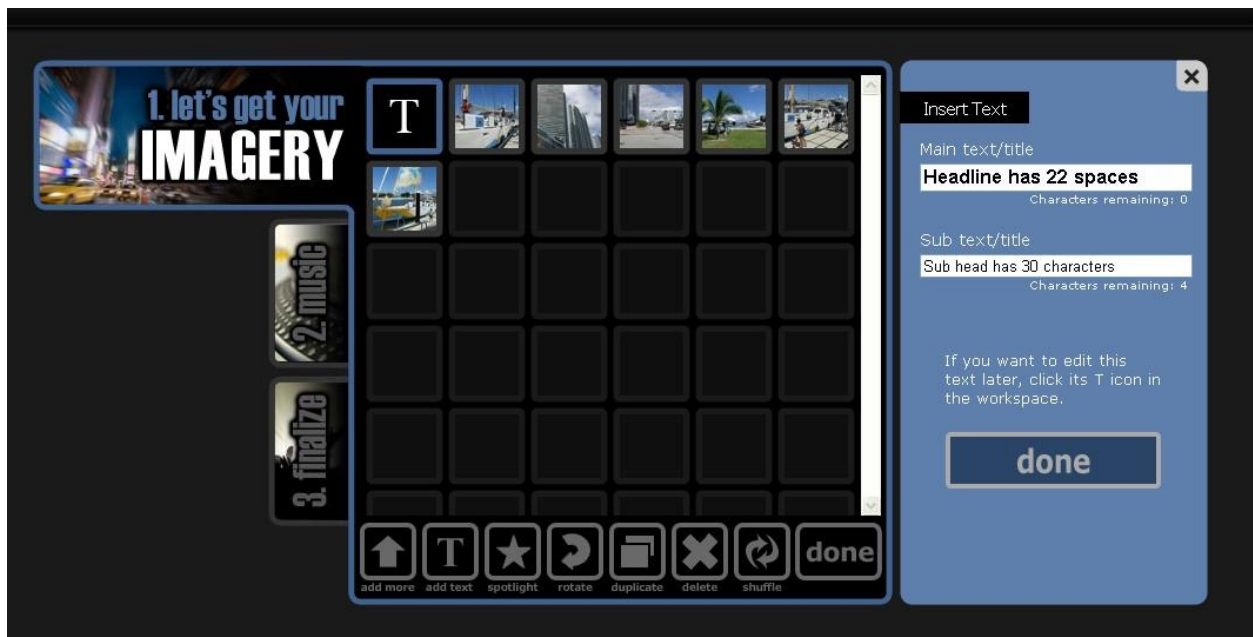 1. let's get your
IMAGERY
2. music
3. finalize
T
add more
T
add text
spotlight
rotate
duplicate
delete
shuffle
done
Insert Text
Main text/title
Headline has 22 spaces
Characters remaining: 0
Sub text/title
Sub head has 30 characters
Characters remaining: 4
If you want to edit this
text later, click its T icon in
the workspace.
done